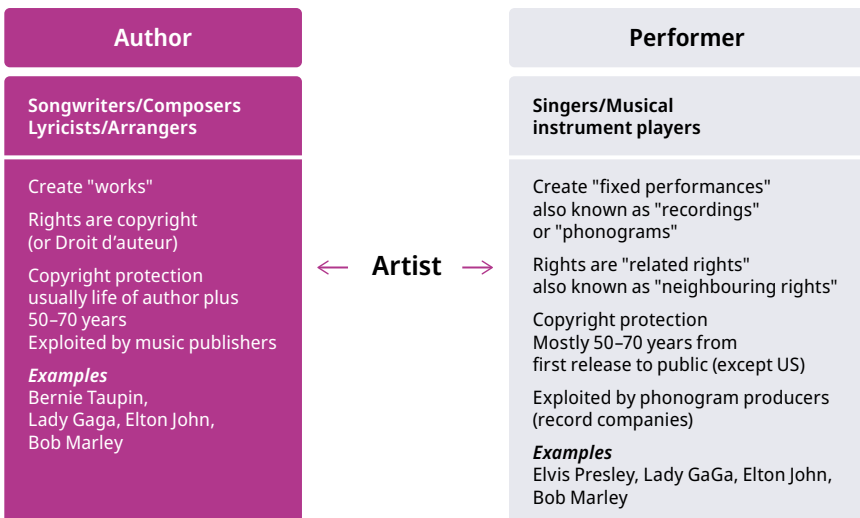 Author
Songwriters/Composers
Lyricists/Arrangers
Create "works"
Rights are copyright
(or Droit d'auteur)
Copyright protection
usually life of author plus
50–70 years
Exploited by music publishers
Examples
Bernie Taupin,
Lady Gaga, Elton John,
Bob Marley
Artist
Performer
Singers/Musical
instrument players
Create "fixed performances"
also known as "recordings"
or "phonograms"
Rights are "related rights"
also known as "neighbouring rights"
Copyright protection
Mostly 50–70 years from
first release to public (except US)
Exploited by phonogram producers
(record companies)
Examples
Elvis Presley, Lady GaGa, Elton John,
Bob Marley